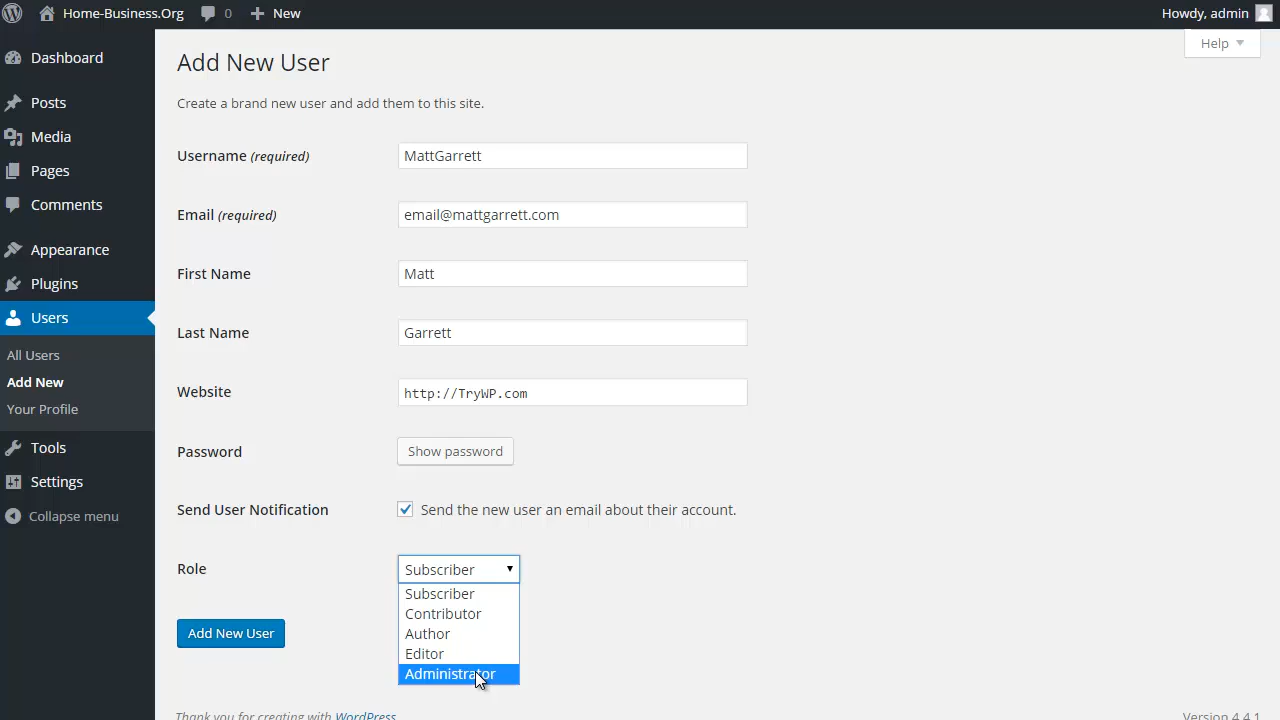 Home-Business.Org 0 New Howdy, admin
Help
Dashboard
Posts
Media
Pages
Comments
Appearance
Plugins
Users
All Users
Add New
Your Profile
Tools
Settings
Collapse menu
Add New User
Create a brand new user and add them to this site.
Username (required) MattGarrett
Email (required) email@mattgarrett.com
First Name Matt
Last Name Garrett
Website http://TryWP.com
Password Show password
Send User Notification Send the new user an email about their account.
Role Subscriber
Subscriber
Contributor
Author
Editor
Administrator
Add New User
Thank you for creating with WordPress Version 4.4.1